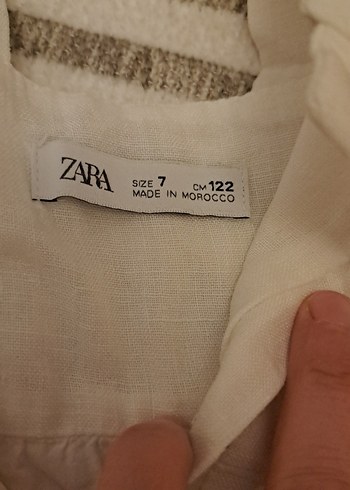 ZARA
SIZE 7 CM 122
MADE IN MOROCCO